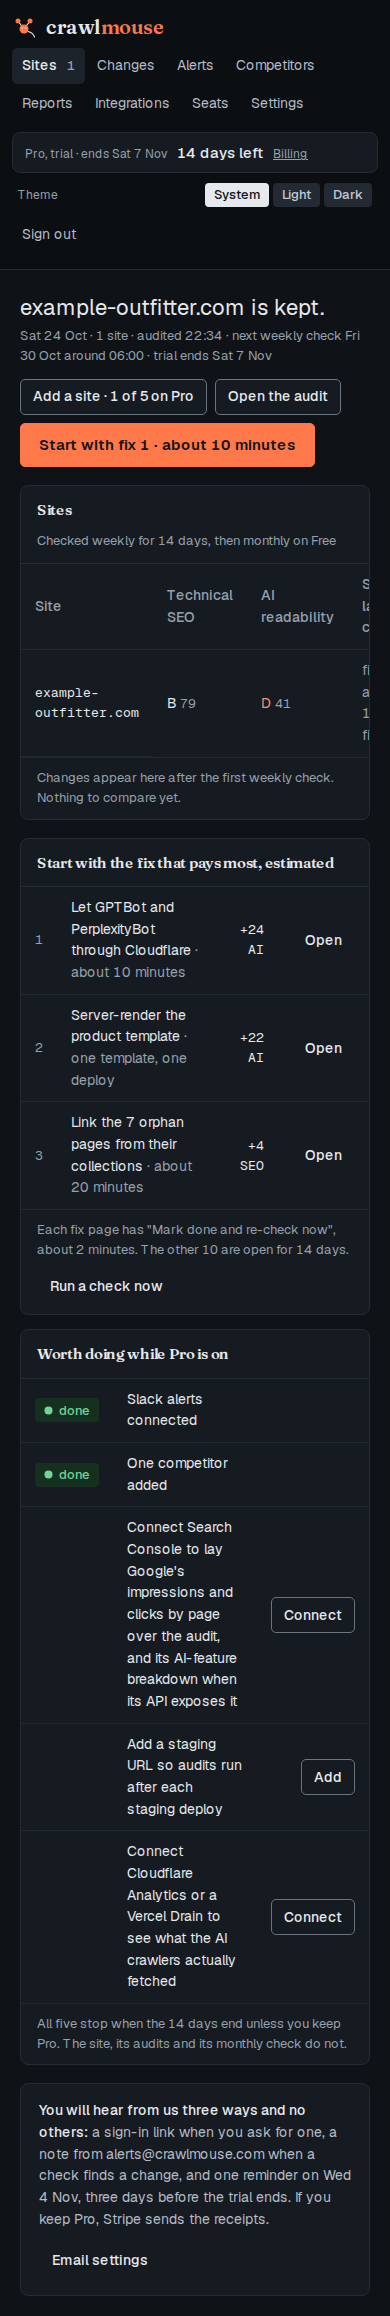 crawlmouse
Sites 1 Changes Alerts Competitors
Reports Integrations Seats Settings
Pro, trial · ends Sat 7 Nov 14 days left Billing
Theme System Light Dark
Sign out
example-outfitter.com is kept.
Sat 24 Oct · 1 site · audited 22:34 · next weekly check Fri
30 Oct around 06:00 · trial ends Sat 7 Nov
Add a site · 1 of 5 on Pro Open the audit
Start with fix 1 · about 10 minutes
Sites
Checked weekly for 14 days, then monthly on Free
Site Technical SEO AI readability
example-outfitter.com B 79 D 41
Changes appear here after the first weekly check.
Nothing to compare yet.
Start with the fix that pays most, estimated
1 Let GPTBot and
PerplexityBot
through Cloudflare ·
about 10 minutes
+24
AI
Open
2 Server-render the
product template ·
one template, one
deploy
+22
AI
Open
3 Link the 7 orphan
pages from their
collections · about
20 minutes
+4
SEO
Open
Each fix page has "Mark done and re-check now",
about 2 minutes. The other 10 are open for 14 days.
Run a check now
Worth doing while Pro is on
done Slack alerts
connected
done One competitor
added
Connect Search
Console to lay
Google's
impressions and
clicks by page
over the audit,
and its AI-feature
breakdown when
its API exposes it
Connect
Add a staging
URL so audits run
after each
staging deploy
Add
Connect
Cloudflare
Analytics or a
Vercel Drain to
see what the AI
crawlers actually
fetched
Connect
All five stop when the 14 days end unless you keep
Pro. The site, its audits and its monthly check do not.
You will hear from us three ways and no
others: a sign-in link when you ask for one, a
note from alerts@crawlmouse.com when a
check finds a change, and one reminder on Wed
4 Nov, three days before the trial ends. If you
keep Pro, Stripe sends the receipts.
Email settings